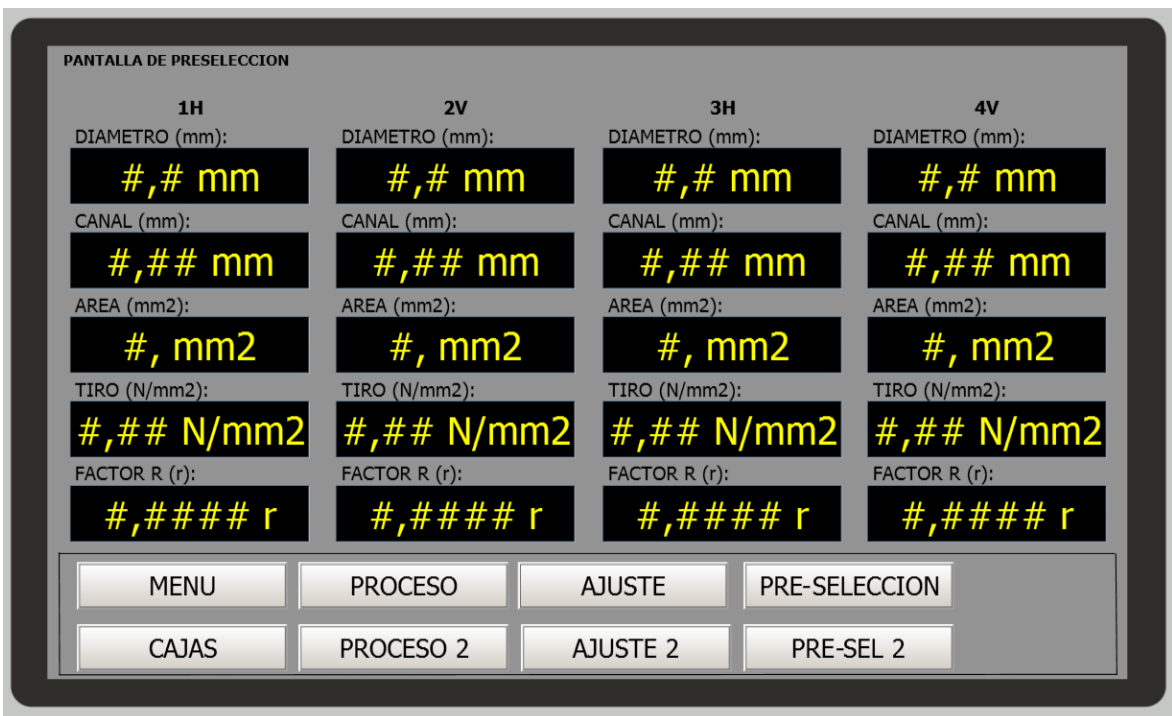 PANTALLA DE PRESELECCION
1H 2V 3H 4V
DIAMETRO (mm): DIAMETRO (mm): DIAMETRO (mm): DIAMETRO (mm):
#,# mm #,# mm #,# mm #,# mm
CANAL (mm): CANAL (mm): CANAL (mm): CANAL (mm):
#,## mm #,## mm #,## mm #,## mm
AREA (mm2): AREA (mm2): AREA (mm2): AREA (mm2):
#, mm2 #, mm2 #, mm2 #, mm2
TIRO (N/mm2): TIRO (N/mm2): TIRO (N/mm2): TIRO (N/mm2):
#,## N/mm2 #,## N/mm2 #,## N/mm2 #,## N/mm2
FACTOR R (r): FACTOR R (r): FACTOR R (r): FACTOR R (r):
#,#### r #,#### r #,#### r #,#### r
MENU PROCESO AJUSTE PRE-SELECCION
CAJAS PROCESO 2 AJUSTE 2 PRE-SEL 2